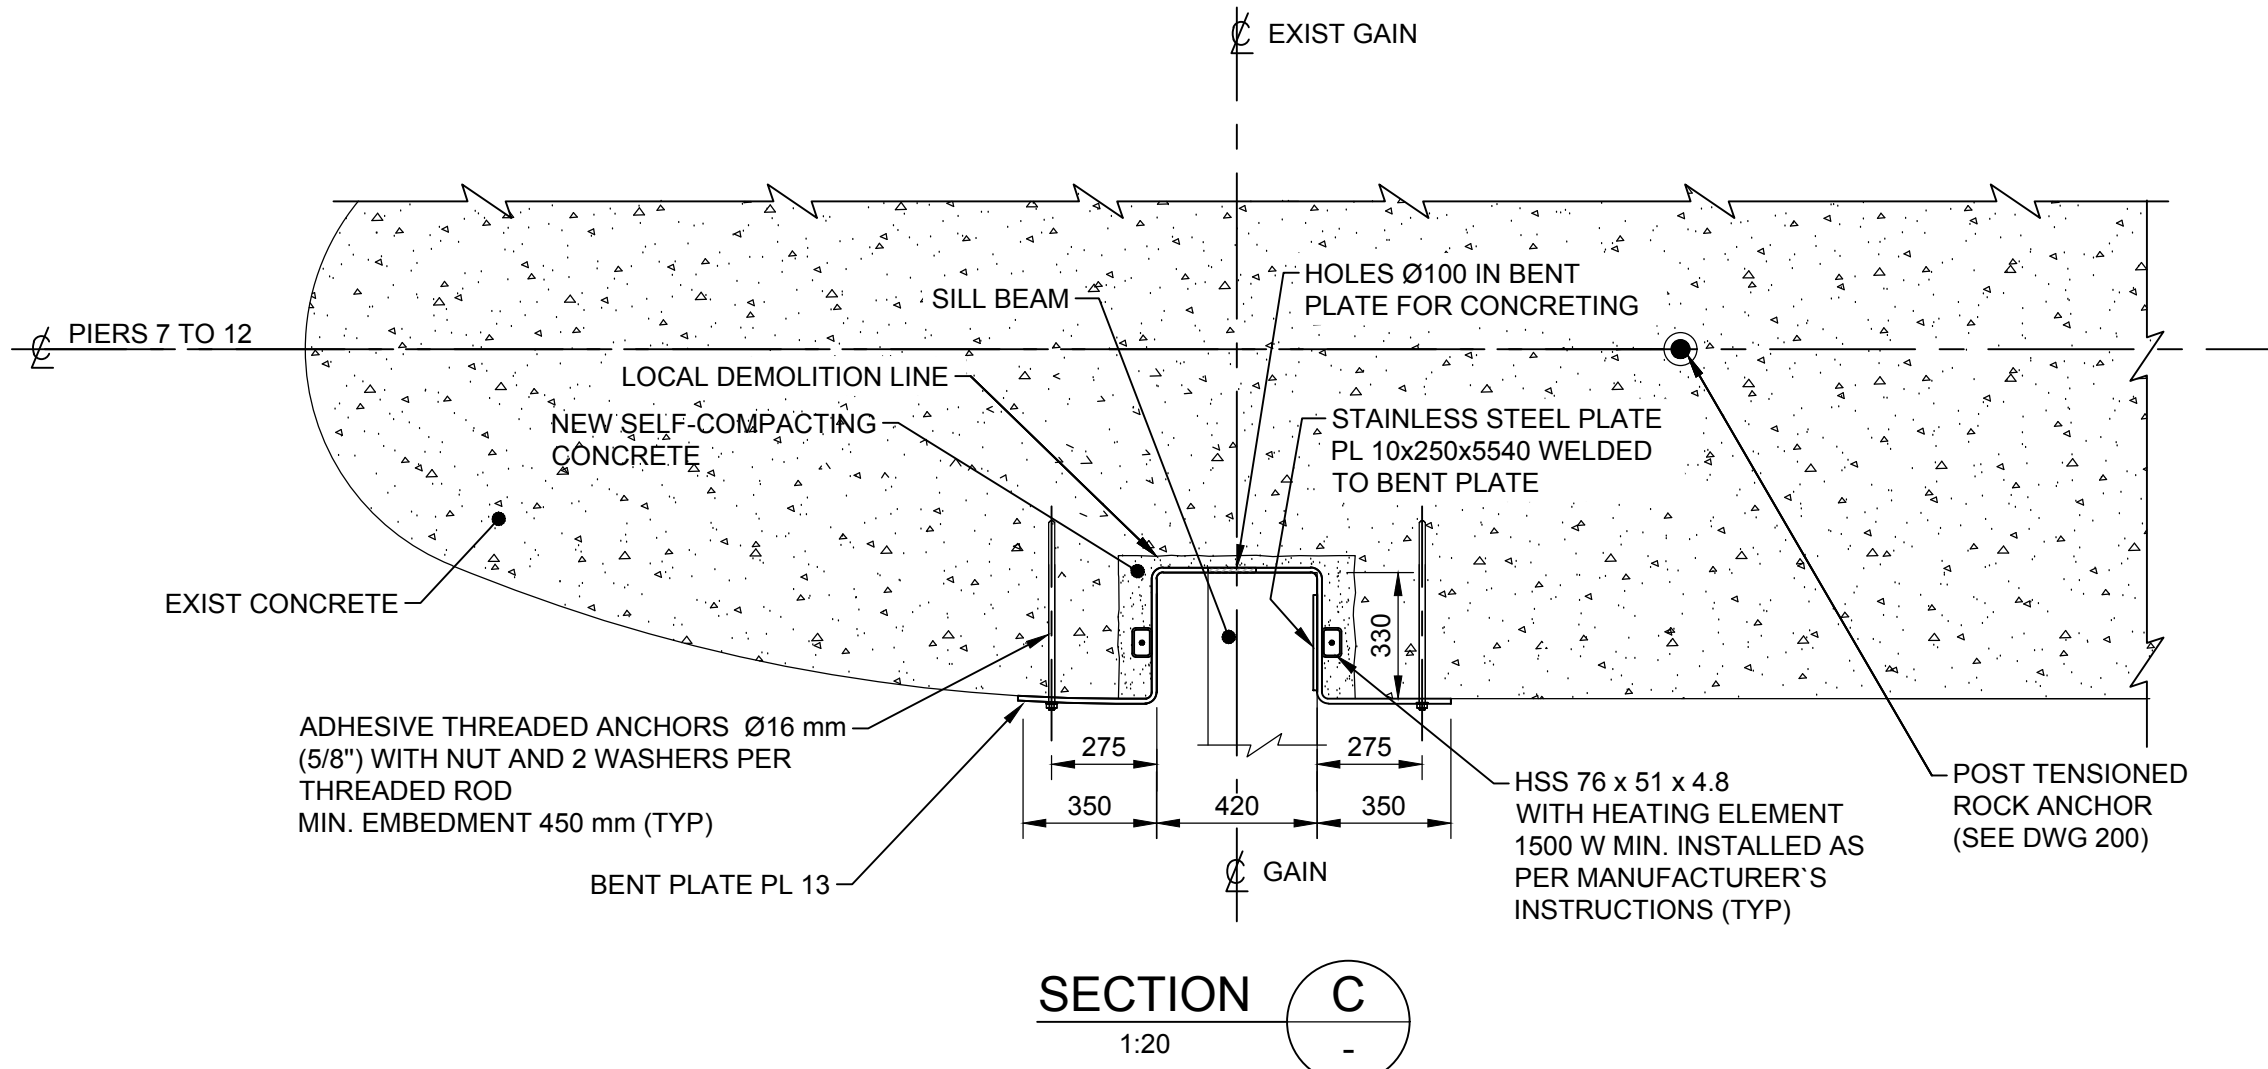 ℄ EXIST GAIN
HOLES Ø100 IN BENT
PLATE FOR CONCRETING
SILL BEAM
℄ PIERS 7 TO 12
LOCAL DEMOLITION LINE
NEW SELF-COMPACTING
CONCRETE
STAINLESS STEEL PLATE
PL 10x250x5540 WELDED
TO BENT PLATE
EXIST CONCRETE
330
ADHESIVE THREADED ANCHORS Ø16 mm
(5/8") WITH NUT AND 2 WASHERS PER
THREADED ROD
MIN. EMBEDMENT 450 mm (TYP)
275
275
350
420
350
HSS 76 x 51 x 4.8
WITH HEATING ELEMENT
1500 W MIN. INSTALLED AS
PER MANUFACTURER`S
INSTRUCTIONS (TYP)
POST TENSIONED
ROCK ANCHOR
(SEE DWG 200)
BENT PLATE PL 13
℄ GAIN
SECTION C
1:20 -